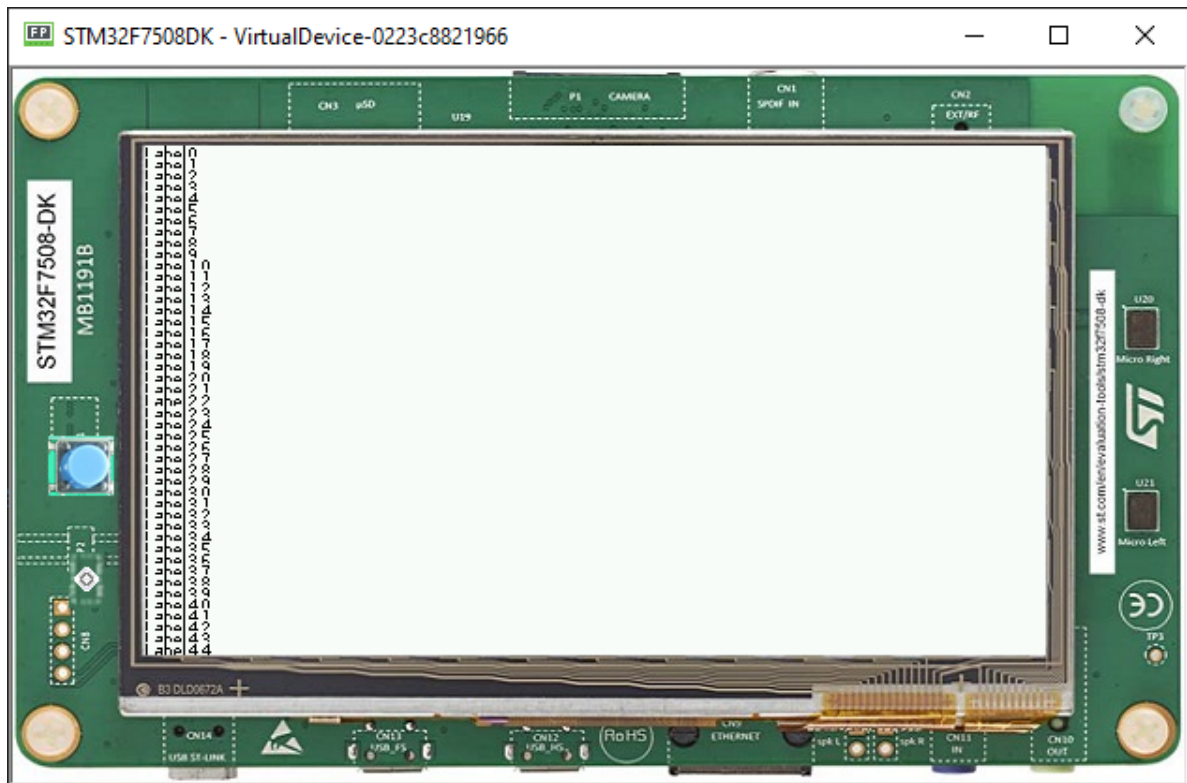 STM32F7508DK - VirtualDevice-0223c8821966
CN3 µSD
U19
P1 CAMERA
CN1
SPDIF IN
CN2
EXT/RF
STM32F7508-DK
MB1191B
Label0
Label1
Label2
Label3
Label4
Label5
Label6
Label7
Label8
Label9
Label10
Label11
Label12
Label13
Label14
Label15
Label16
Label17
Label18
Label19
Label20
Label21
Label22
Label23
Label24
Label25
Label26
Label27
Label28
Label29
Label30
Label31
Label32
Label33
Label34
Label35
Label36
Label37
Label38
Label39
Label40
Label41
Label42
Label43
Label44
www.st.com/en/evaluation-tools/stm32f7508-dk
U20
Micro Right
ST
U21
Micro Left
CE
TP3
P2
CN8
B3 DLD0672A
CN14
USB ST-LINK
CN13
USB_FS
CN12
USB_HS
RoHS
CN9
ETHERNET
spk L
spk R
CN11
IN
CN10
OUT